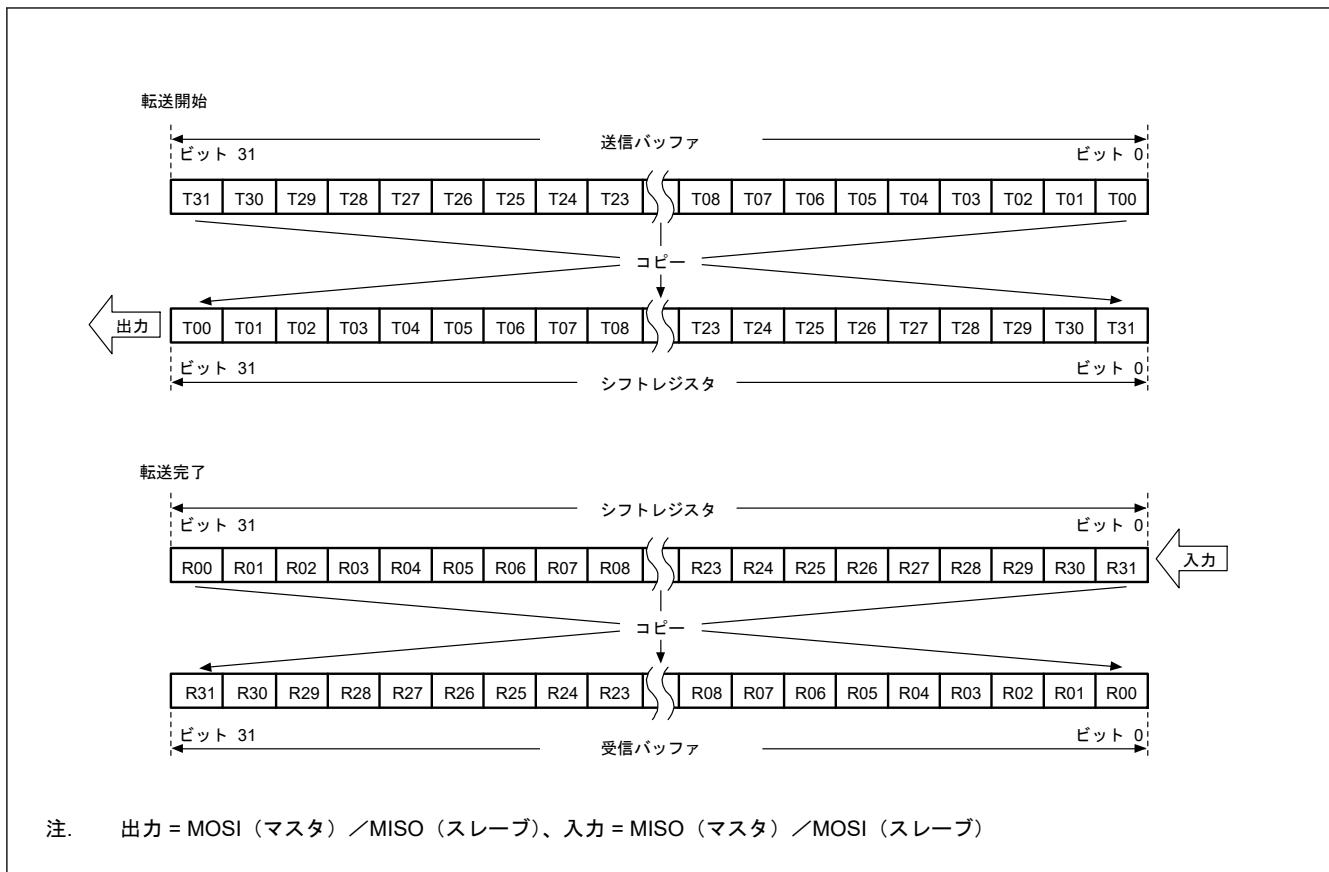 転送開始
送信バッファ
ビット 31 ビット 0
T31 T30 T29 T28 T27 T26 T25 T24 T23 T08 T07 T06 T05 T04 T03 T02 T01 T00
コピー
出力 T00 T01 T02 T03 T04 T05 T06 T07 T08 T23 T24 T25 T26 T27 T28 T29 T30 T31
ビット 31 ビット 0
シフトレジスタ
転送完了
シフトレジスタ
ビット 31 ビット 0
R00 R01 R02 R03 R04 R05 R06 R07 R08 R23 R24 R25 R26 R27 R28 R29 R30 R31 入力
コピー
R31 R30 R29 R28 R27 R26 R25 R24 R23 R08 R07 R06 R05 R04 R03 R02 R01 R00
ビット 31 ビット 0
受信バッファ
注. 出力 = MOSI（マスタ）／MISO（スレーブ）、入力 = MISO（マスタ）／MOSI（スレーブ）